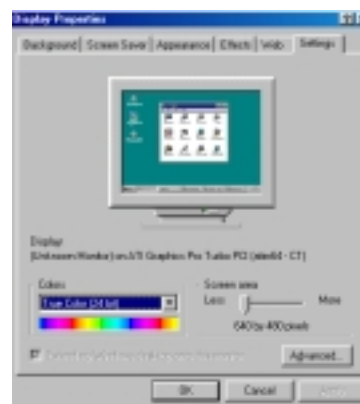 Display Properties
Background Screen Saver Appearance Effects Web Settings
Display:
(Unknown Monitor) on ATI Graphics Pro Turbo PCI (atim64 - CT)
Colors Screen area
True Color (24 bit) Less More
640 by 480 pixels
Advanced...
OK Cancel Apply